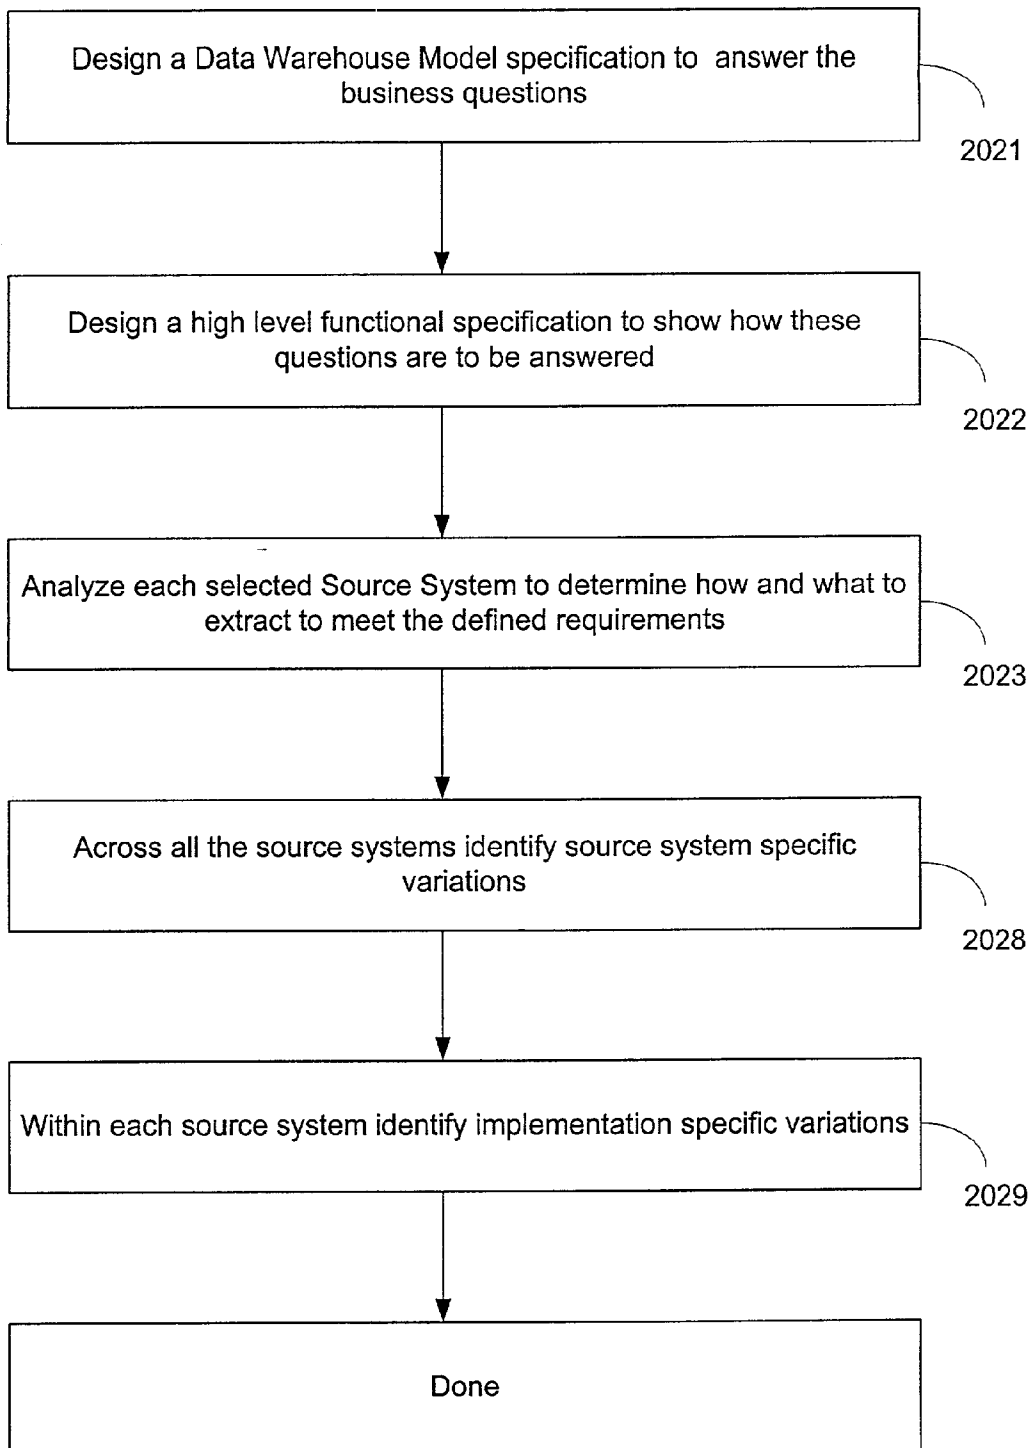 Design a Data Warehouse Model specification to answer the
business questions
2021
Design a high level functional specification to show how these
questions are to be answered
2022
Analyze each selected Source System to determine how and what to
extract to meet the defined requirements
2023
Across all the source systems identify source system specific
variations
2028
Within each source system identify implementation specific variations
2029
Done